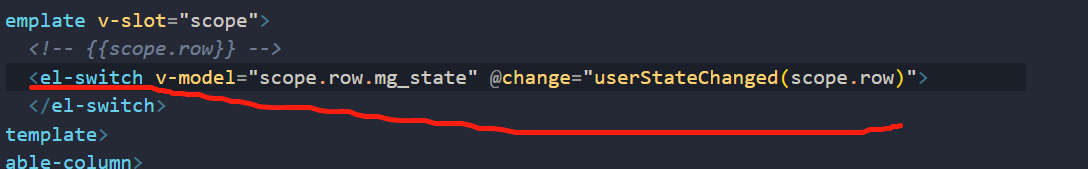 emplate v-slot="scope">
<!-- {{scope.row}} -->
<el-switch v-model="scope.row.mg_state" @change="userStateChanged(scope.row)">
</el-switch>
template>
able-column>